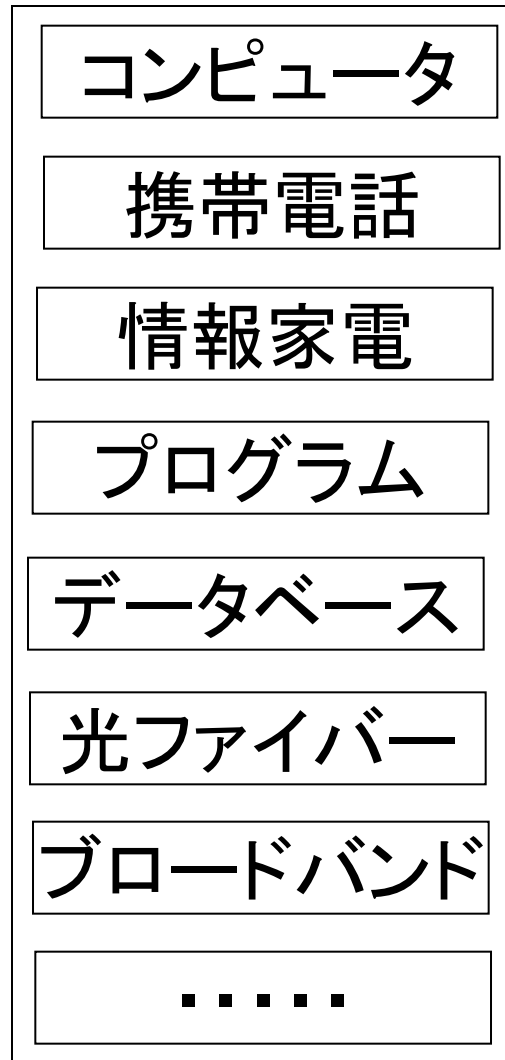 コンピュータ
携帯電話
情報家電
プログラム
データベース
光ファイバー
ブロードバンド
・・・・・